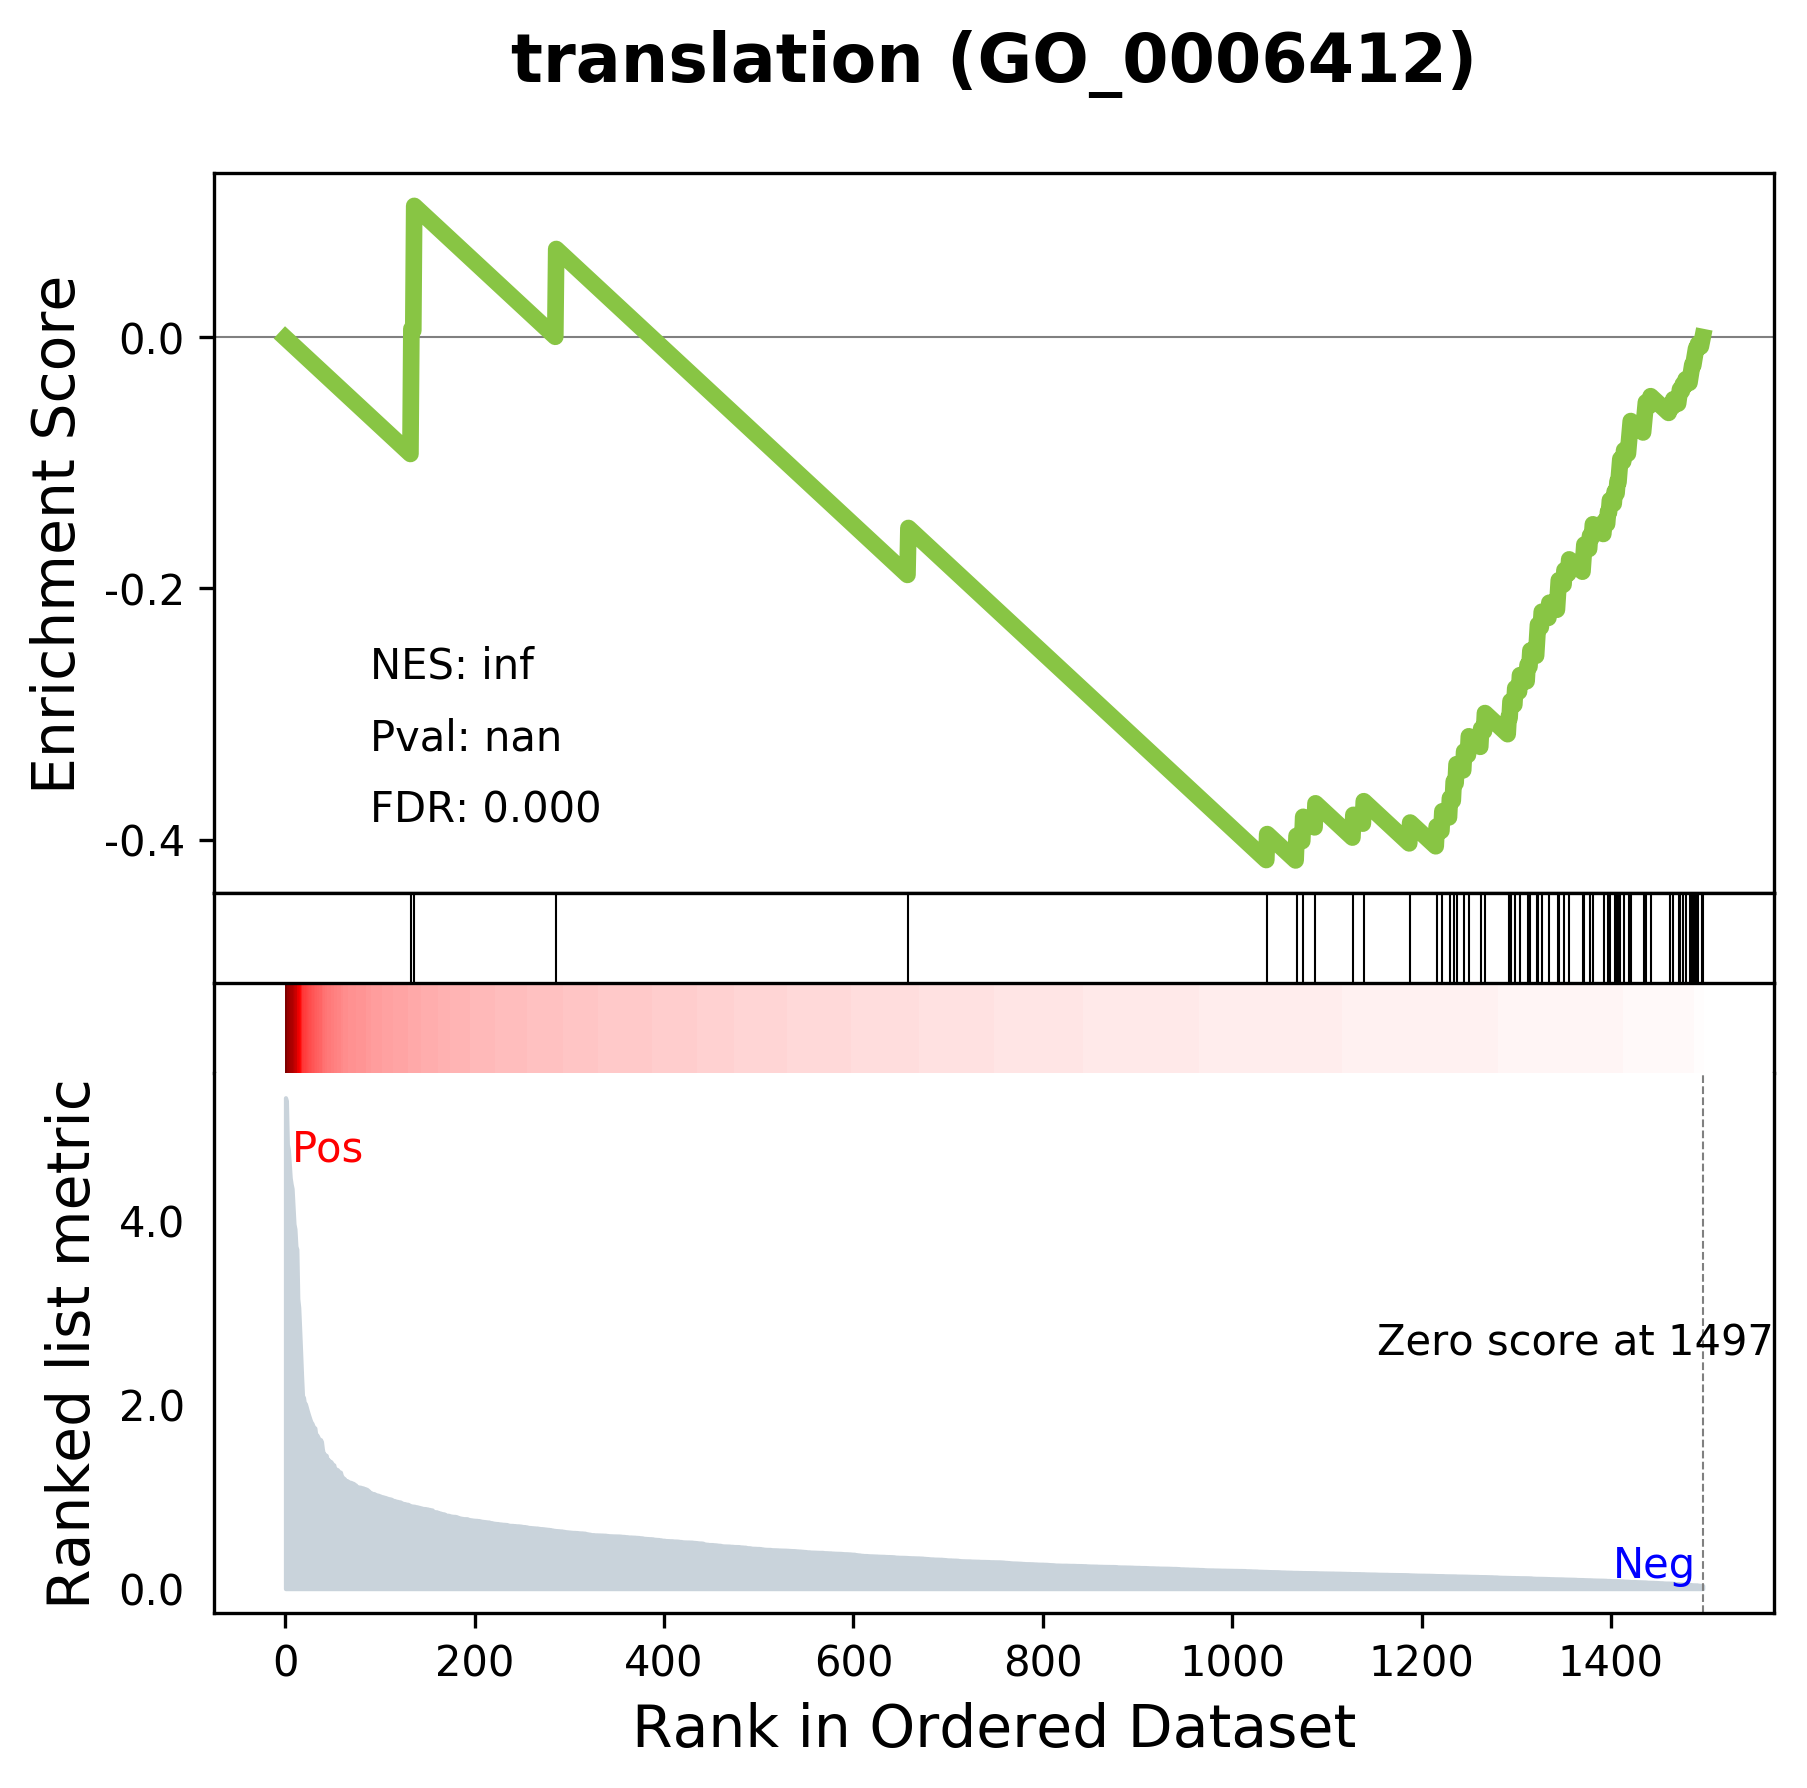 translation (GO_0006412)
Enrichment Score
0.0
-0.2
-0.4
NES: inf
Pval: nan
FDR: 0.000
Ranked list metric
Pos
4.0
2.0
0.0
Zero score at 1497
Neg
0 200 400 600 800 1000 1200 1400
Rank in Ordered Dataset